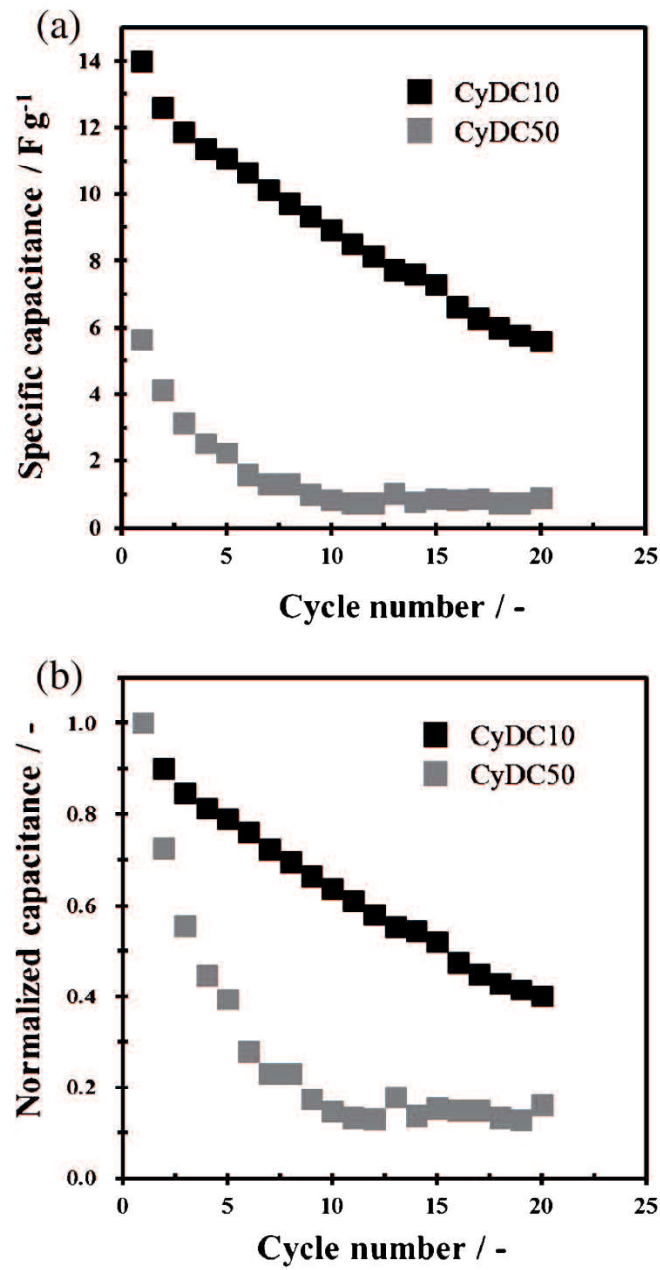 (a)
14
12
10
8
6
4
2
0
Specific capacitance / F g⁻¹
CyDC10
CyDC50
0 5 10 15 20 25
Cycle number / -
(b)
1.0
0.8
0.6
0.4
0.2
0.0
Normalized capacitance / -
CyDC10
CyDC50
0 5 10 15 20 25
Cycle number / -